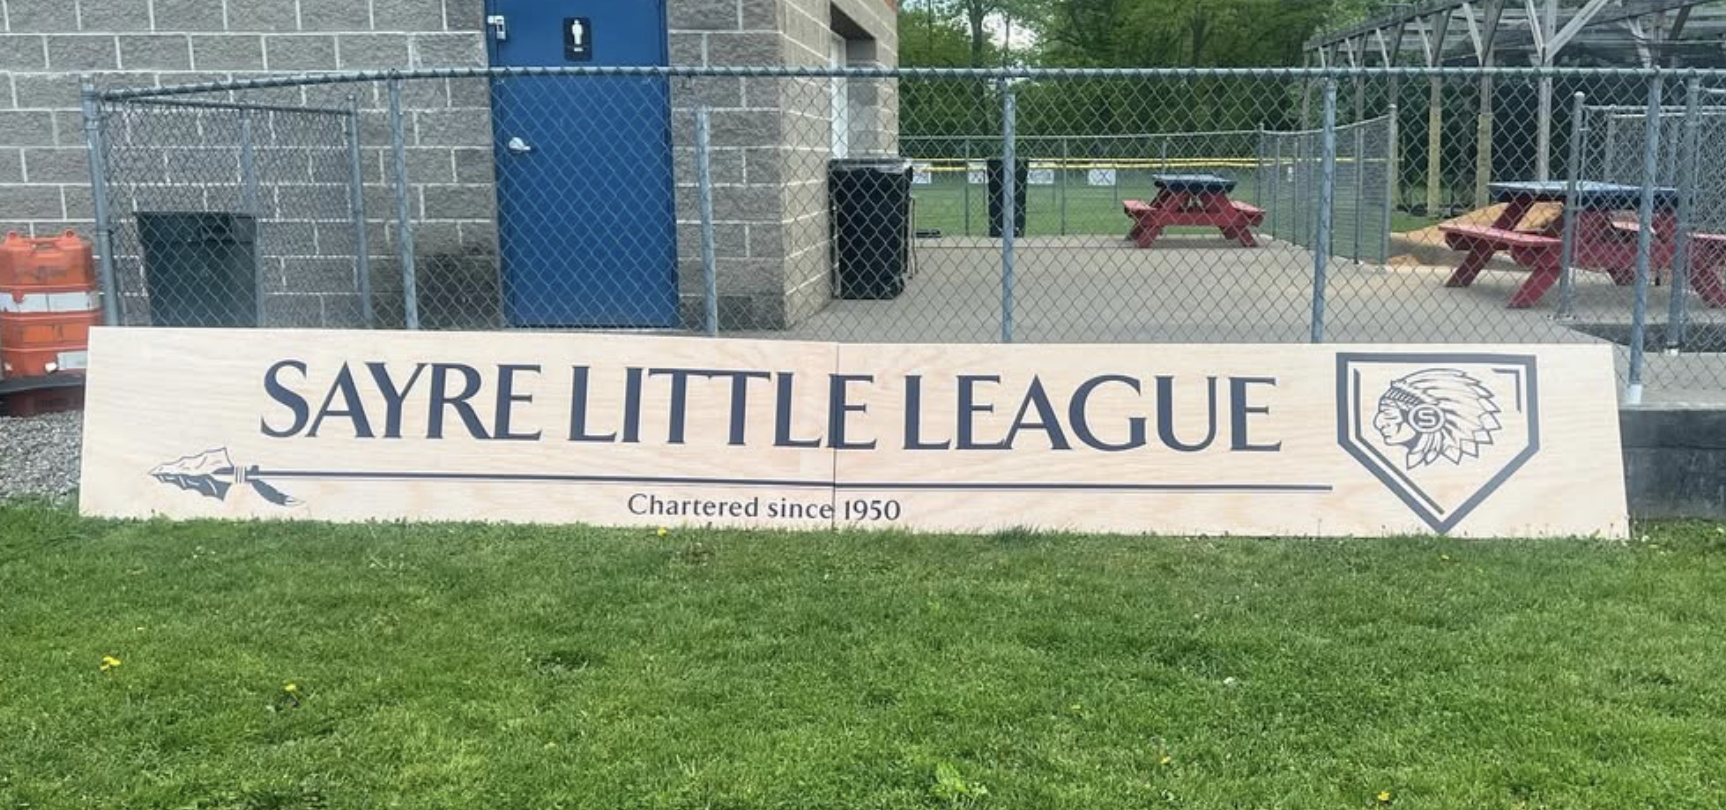 SAYRE LITTLE LEAGUE
Chartered since 1950
S